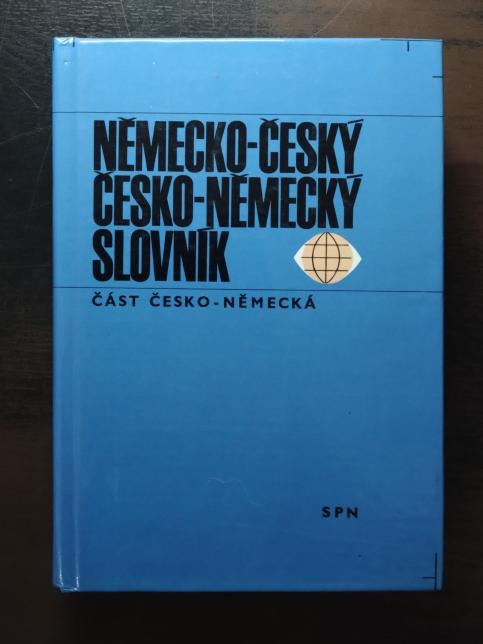 NĚMECKO-ČESKÝ
ČESKO-NĚMECKÝ
SLOVNÍK
ČÁST ČESKO-NĚMECKÁ
SPN